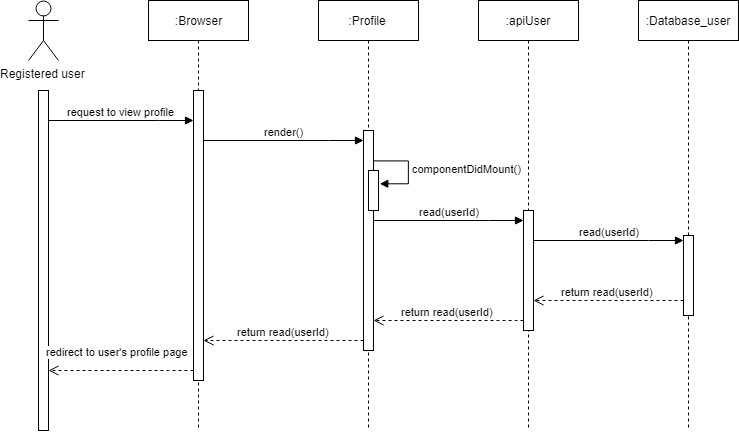 :Browser
:Profile
:apiUser
:Database_user
Registered user
request to view profile
render()
componentDidMount()
read(userId)
read(userId)
return read(userId)
return read(userId)
return read(userId)
redirect to user's profile page